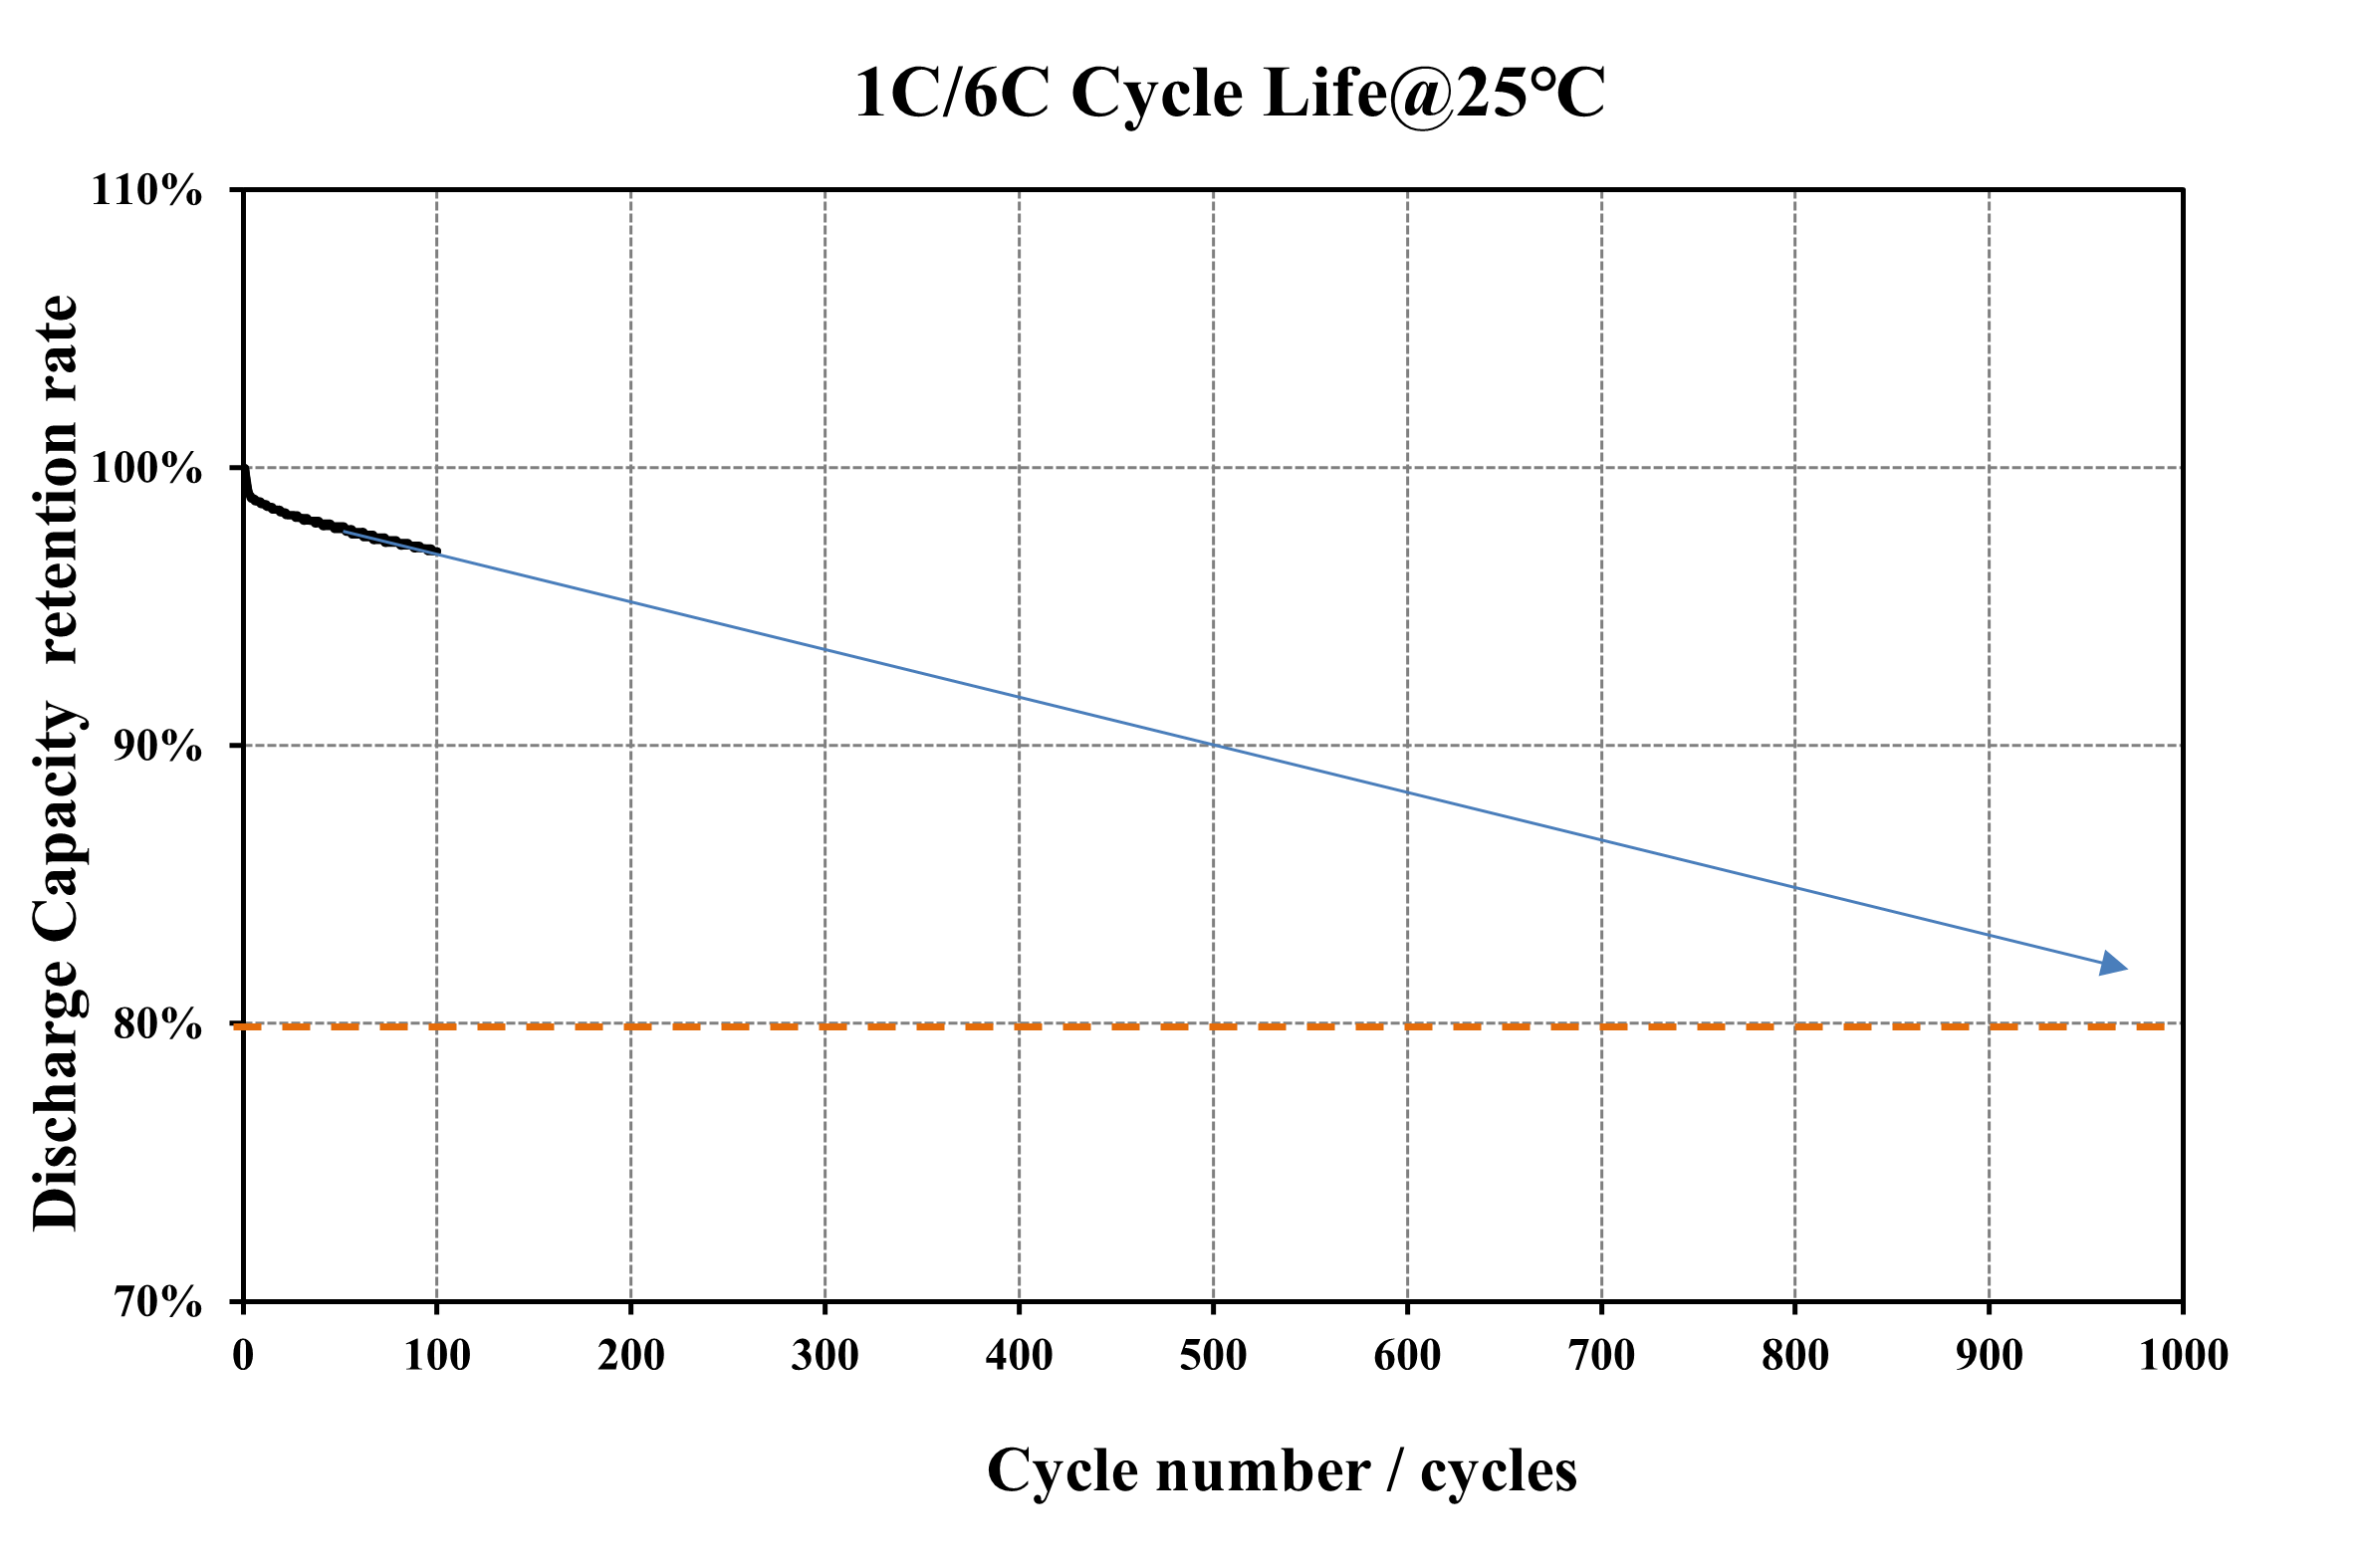 1C/6C Cycle Life@25°C
110%
100%
90%
80%
70%
Discharge Capacity  retention rate
0 100 200 300 400 500 600 700 800 900 1000
Cycle number / cycles